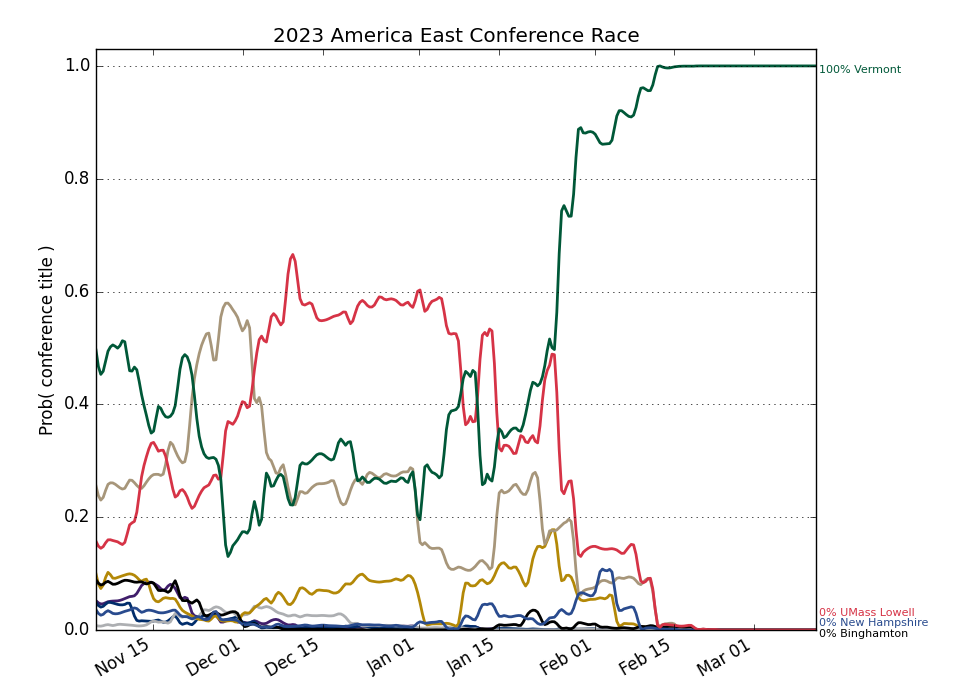 2023 America East Conference Race
Prob( conference title )
1.0
0.8
0.6
0.4
0.2
0.0
100% Vermont
0% UMass Lowell
0% New Hampshire
0% Binghamton
Nov 15
Dec 01
Dec 15
Jan 01
Jan 15
Feb 01
Feb 15
Mar 01